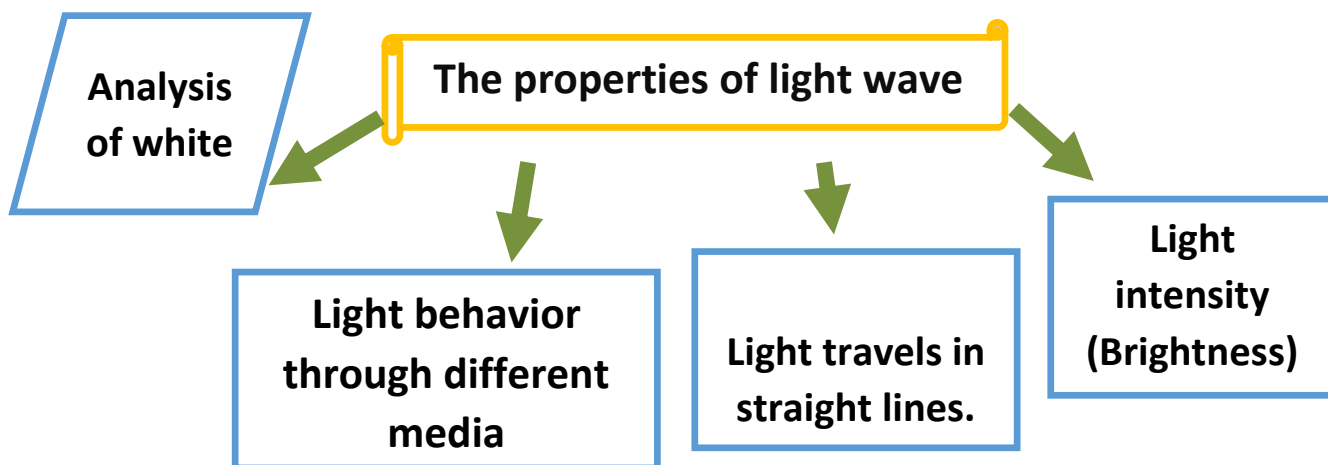 The properties of light wave
Analysis
of white
Light behavior
through different
media
Light travels in
straight lines.
Light
intensity
(Brightness)